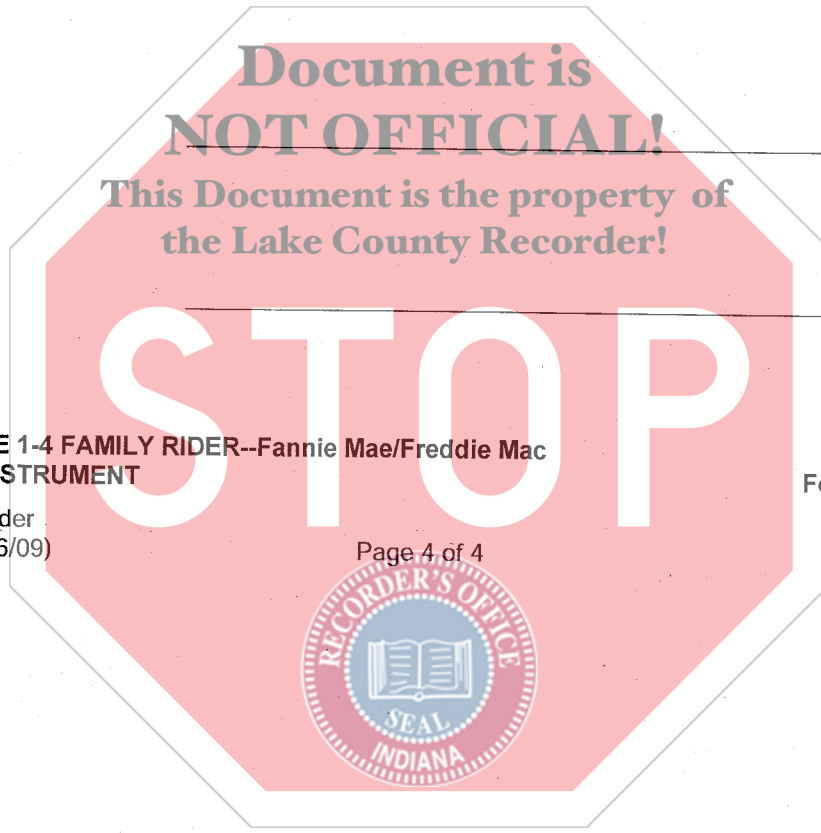 Document is
NOT OFFICIAL!
This Document is the property of
the Lake County Recorder!
STOP
E 1-4 FAMILY RIDER--Fannie Mae/Freddie Mac
STRUMENT
Fo
der
6/09)
Page 4 of 4
RECORDER'S OFFICE
SEAL
INDIANA